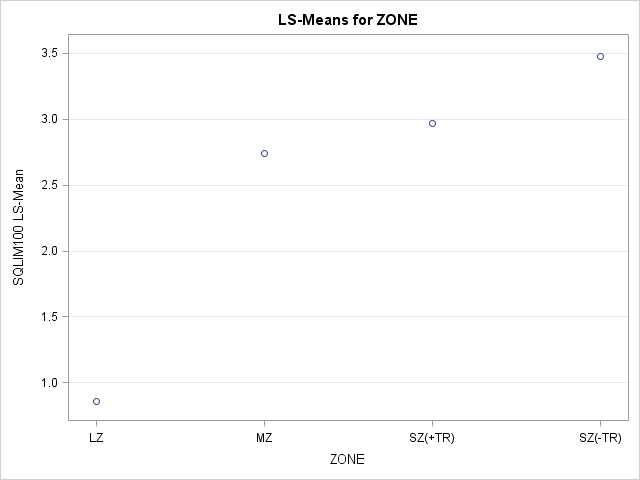 LS-Means for ZONE
SQLIM100 LS-Mean
3.5
3.0
2.5
2.0
1.5
1.0
LZ MZ SZ(+TR) SZ(-TR)
ZONE